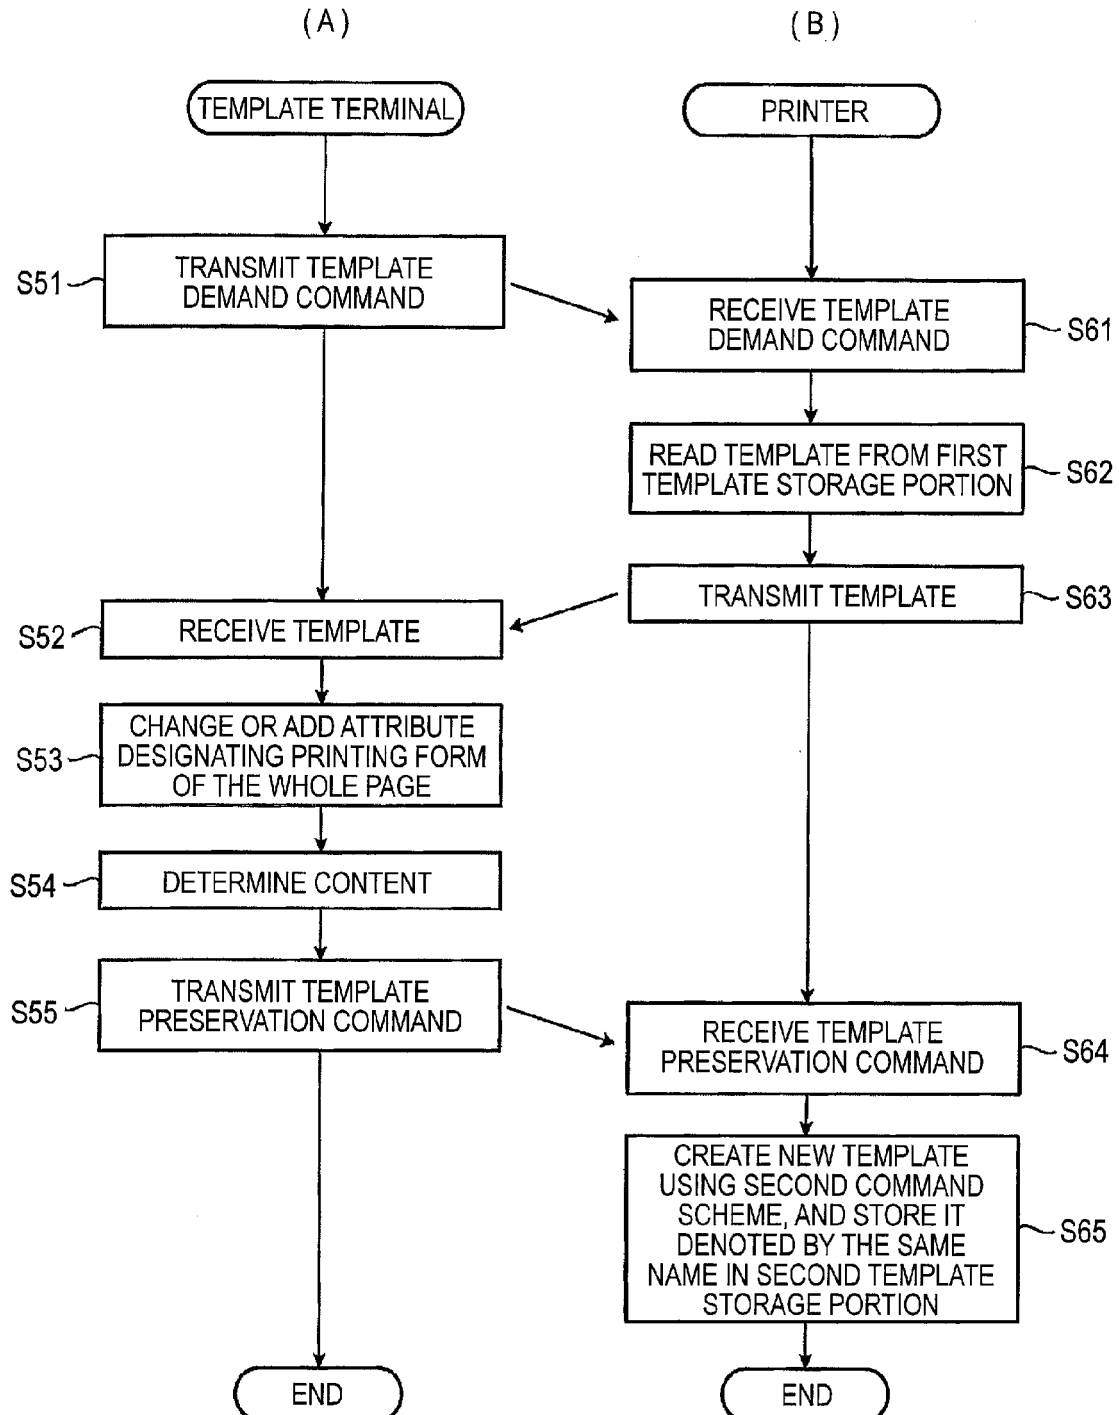 (A)
(B)
TEMPLATE TERMINAL
PRINTER
S51
TRANSMIT TEMPLATE
DEMAND COMMAND
RECEIVE TEMPLATE
DEMAND COMMAND
S61
READ TEMPLATE FROM FIRST
TEMPLATE STORAGE PORTION
S62
TRANSMIT TEMPLATE
S63
S52
RECEIVE TEMPLATE
S53
CHANGE OR ADD ATTRIBUTE
DESIGNATING PRINTING FORM
OF THE WHOLE PAGE
S54
DETERMINE CONTENT
S55
TRANSMIT TEMPLATE
PRESERVATION COMMAND
RECEIVE TEMPLATE
PRESERVATION COMMAND
S64
CREATE NEW TEMPLATE
USING SECOND COMMAND
SCHEME, AND STORE IT
DENOTED BY THE SAME
NAME IN SECOND TEMPLATE
STORAGE PORTION
S65
END
END